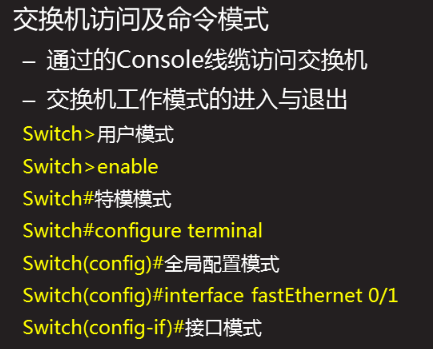 交换机访问及命令模式
– 通过的Console线缆访问交换机
– 交换机工作模式的进入与退出
Switch>用户模式
Switch>enable
Switch#特模模式
Switch#configure terminal
Switch(config)#全局配置模式
Switch(config)#interface fastEthernet 0/1
Switch(config-if)#接口模式